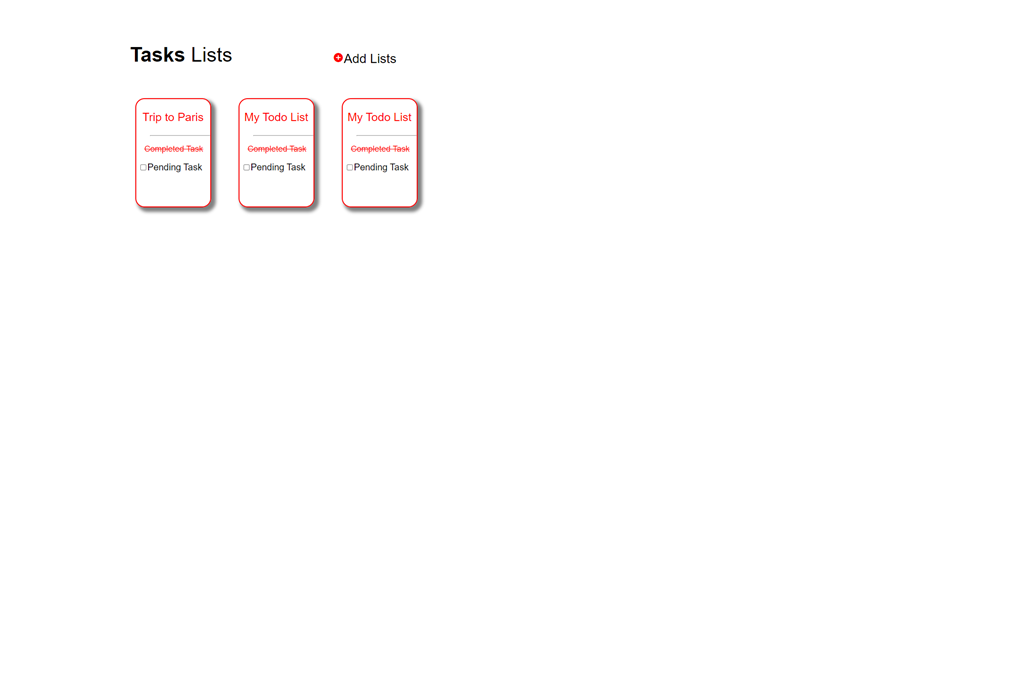 Tasks Lists
Add Lists
Trip to Paris
Completed Task
Pending Task
My Todo List
Completed Task
Pending Task
My Todo List
Completed Task
Pending Task